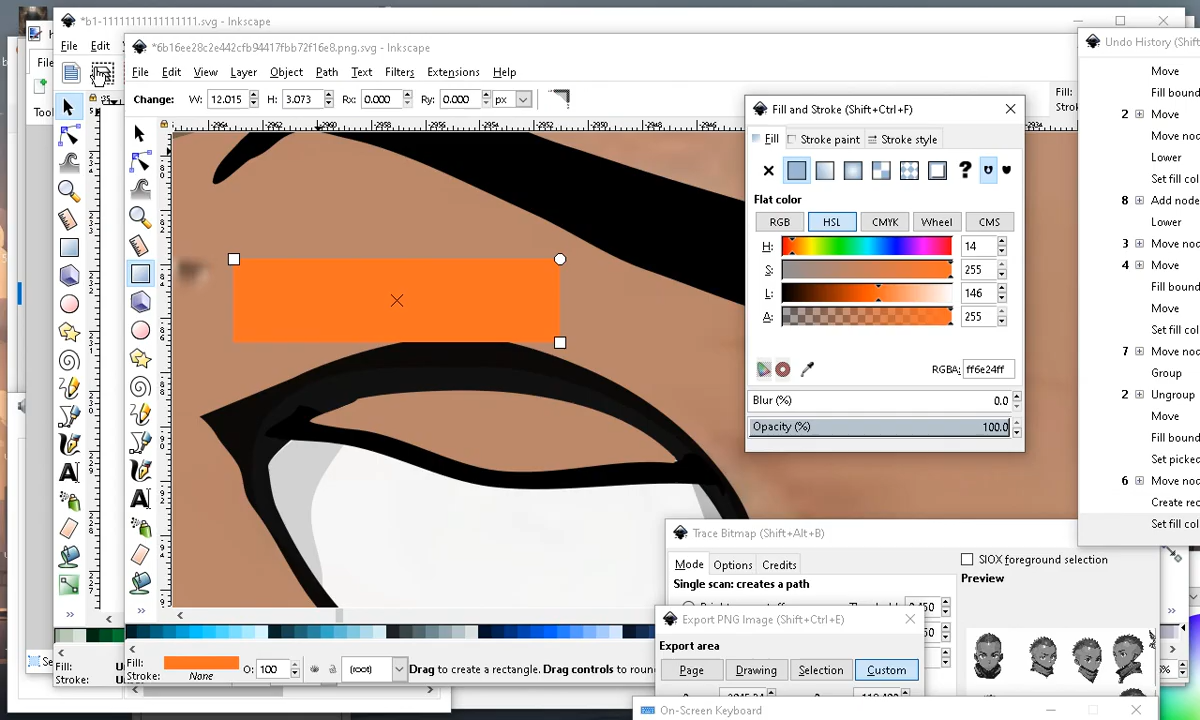 *b1-11111111111111111.svg - Inkscape
File Edit
*6b16ee28c2e442cfb94417fbb72f16e8.png.svg - Inkscape
File Edit View Layer Object Path Text Filters Extensions Help
Change: W: 12.015 H: 3.073 Rx: 0.000 Ry: 0.000 px
Fill:
Fill and Stroke (Shift+Ctrl+F)
Fill Stroke paint Stroke style
Flat color
RGB HSL CMYK Wheel CMS
H: 14
S: 255
L: 146
A: 255
RGBA: ff6e24ff
Blur (%) 0.0
Opacity (%) 100.0
Undo History (Shift
Move
Fill bound
2 Move
Move nod
Lower
Set fill col
8 Add node
Lower
3 Move nod
4 Move
Fill bound
Move
Set fill col
7 Move nod
Group
2 Ungroup
Move
Fill bound
Set picked
6 Move nod
Create rec
Set fill col
Trace Bitmap (Shift+Alt+B)
Mode Options Credits
SIOX foreground selection
Single scan: creates a path
Preview
Export PNG Image (Shift+Ctrl+E)
Export area
Page Drawing Selection Custom
On-Screen Keyboard
Fill:
Stroke: None
O: 100 (root)
Drag to create a rectangle. Drag controls to roun
Fill:
Stroke: